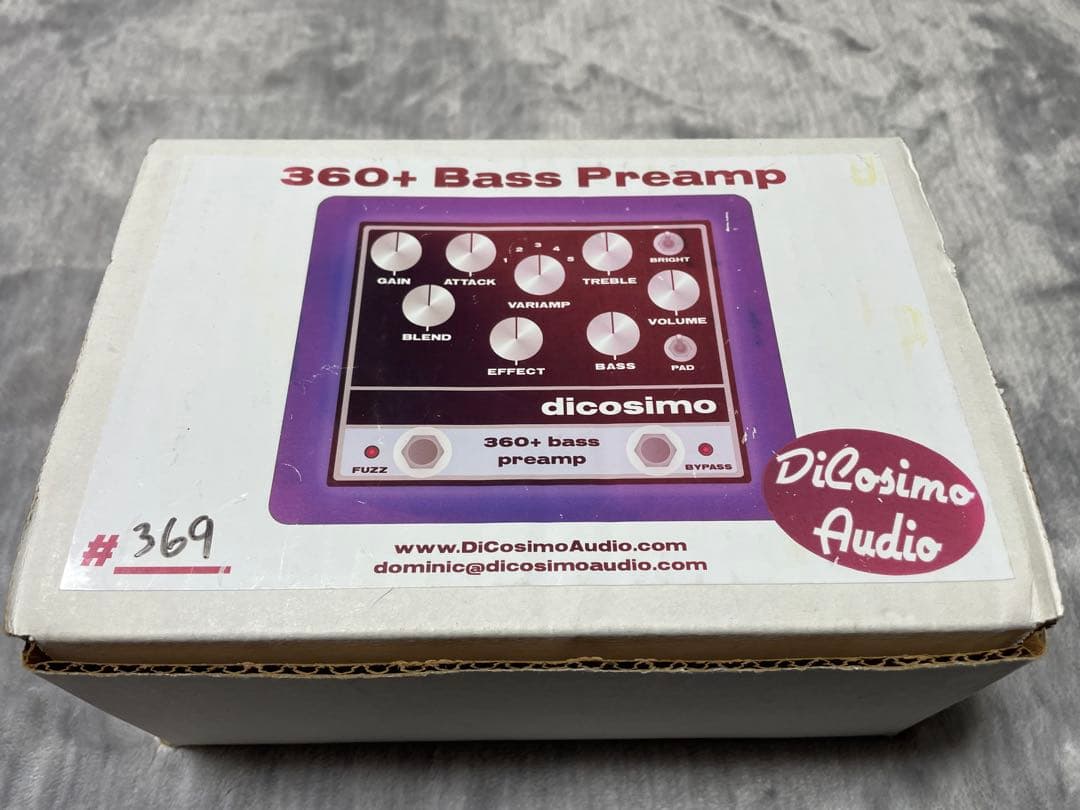 360+ Bass Preamp
1 2 3 4 5
BRIGHT
GAIN ATTACK TREBLE
VARIAMP
VOLUME
BLEND
EFFECT BASS PAD
dicosimo
360+ bass
preamp
FUZZ BYPASS
DiCosimo
Audio
# 369
www.DiCosimoAudio.com
dominic@dicosimoaudio.com